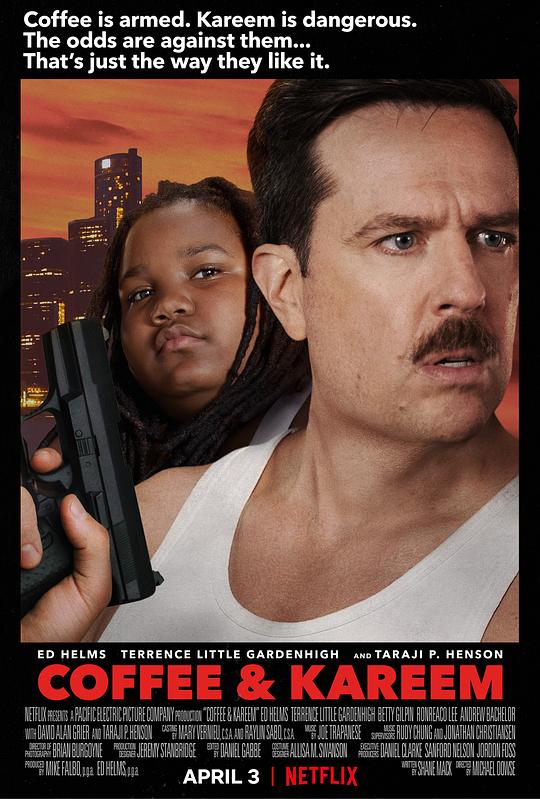 Coffee is armed. Kareem is dangerous.
The odds are against them...
That's just the way they like it.
ED HELMS TERRENCE LITTLE GARDENHIGH AND TARAJI P. HENSON
COFFEE & KAREEM
NETFLIX PRESENTS A PACIFIC ELECTRIC PICTURE COMPANY PRODUCTION "COFFEE & KAREEM" ED HELMS TERRENCE LITTLE GARDENHIGH BETTY GILPIN RONREACO LEE ANDREW BACHELOR
WITH DAVID ALAN GRIER AND TARAJI P. HENSON CASTING BY MARY VERNIEU, C.S.A. AND RAYLIN SABO, C.S.A. MUSIC BY JOE TRAPANESE MUSIC SUPERVISORS RUDY CHUNG AND JONATHAN CHRISTIANSEN
DIRECTOR OF PHOTOGRAPHY BRIAN BURGOYNE PRODUCTION DESIGNER JEREMY STANBRIDGE EDITED BY DANIEL GABBE COSTUME DESIGNER ALLISA M. SWANSON EXECUTIVE PRODUCERS DANIEL CLARKE SANFORD NELSON JORDON FOSS
PRODUCED BY MIKE FALBO, p.g.a. ED HELMS, p.g.a. WRITTEN BY SHANE MACK DIRECTED BY MICHAEL DOWSE
APRIL 3 | NETFLIX